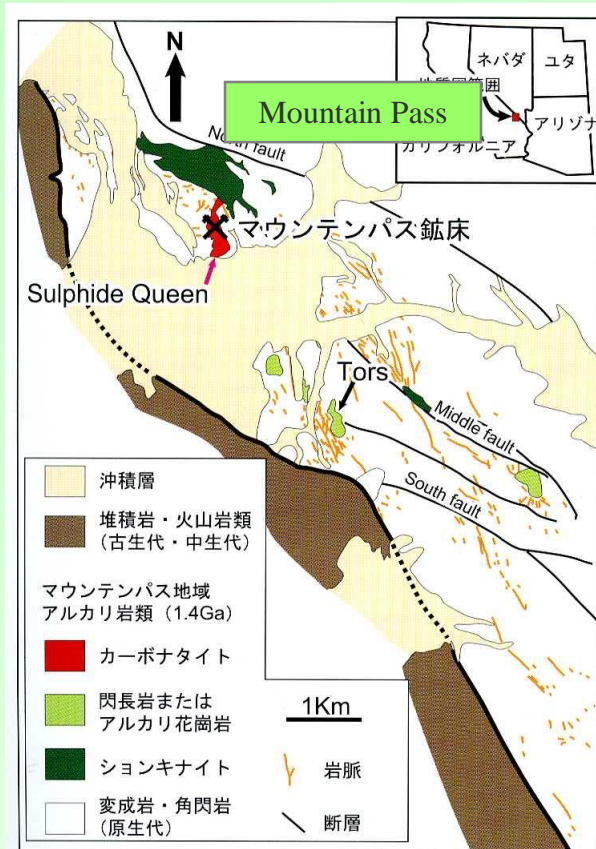 N
ネバダ
ユタ
アリゾナ
カリフォルニア
Mountain Pass
North fault
マウンテンパス鉱床
Sulphide Queen
Tors
Middle fault
South fault
沖積層
堆積岩・火山岩類
(古生代・中生代)
マウンテンパス地域
アルカリ岩類(1.4Ga)
カーボナタイト
閃長岩または
アルカリ花崗岩
ションキナイト
変成岩・角閃岩
(原生代)
1Km
岩脈
断層